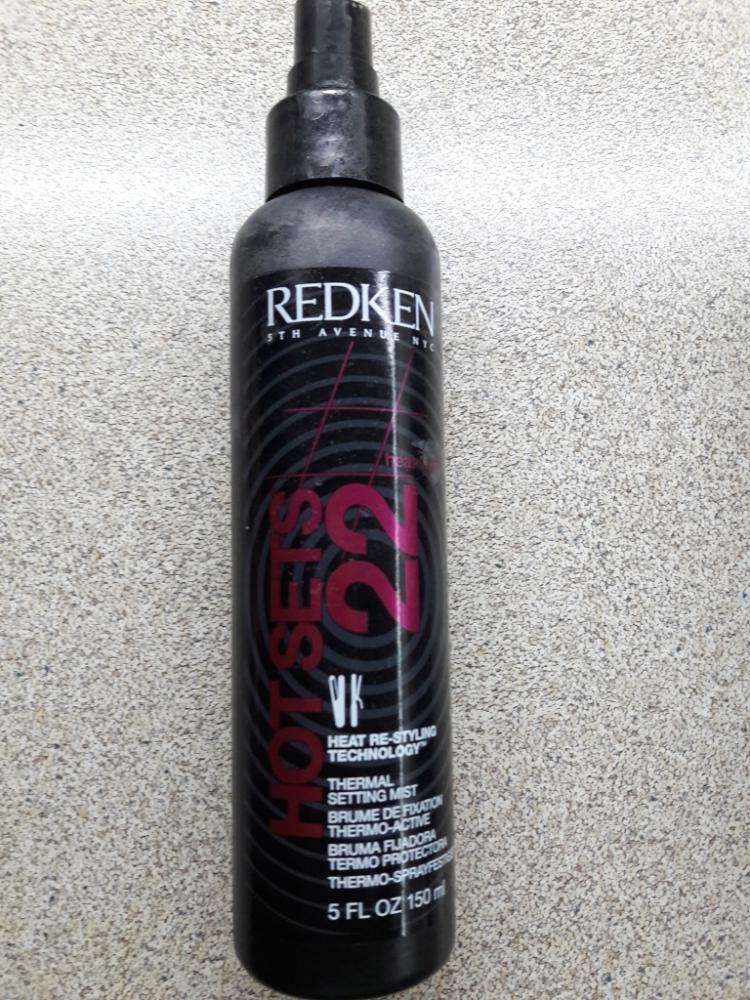 REDKEN
5TH AVENUE NYC
HOT SETS
22
HEAT RE-STYLING
TECHNOLOGY™
THERMAL
SETTING MIST
BRUME DE FIXATION
THERMO-ACTIVE
BRUMA FIJADORA
TERMO PROTECTORA
5 FL OZ 150 ml